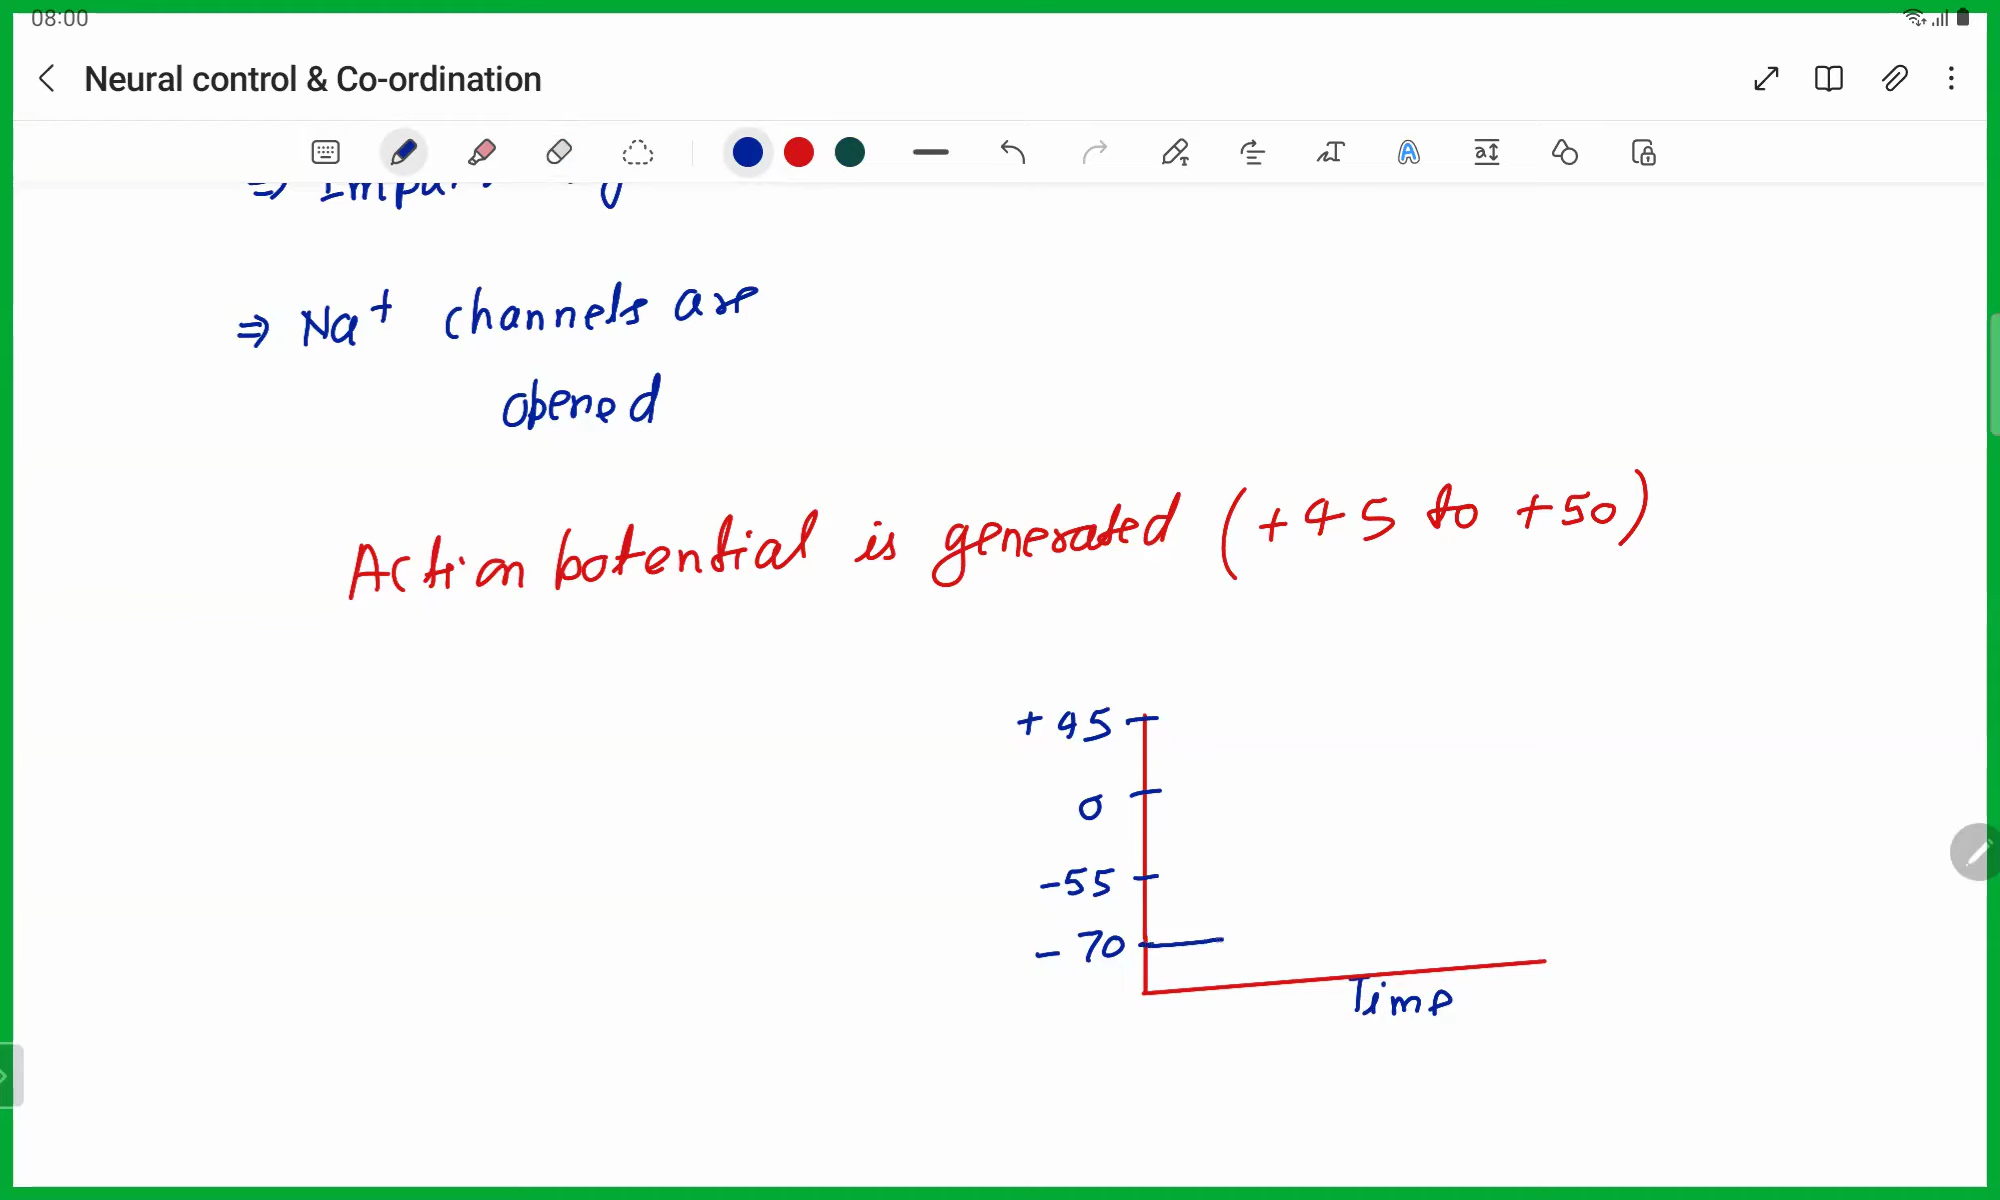 08:00
Neural control & Co-ordination
⇒ Na+ channels are
opened
Action potential is generated (+45 to +50)
+45
0
-55
-70
Time